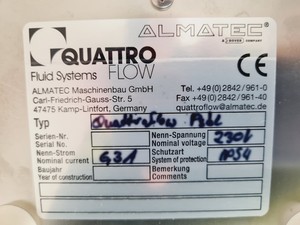 ALMATEC
A DOVER COMPANY
QUATTRO
FLOW
Fluid Systems
ALMATEC Maschinenbau GmbH
Carl-Friedrich-Gauss-Str. 5
47475 Kamp-Lintfort, Germany
Tel +49 (0) 2842/961-0
Fax +49 (0) 2842/961-40
quattroflow@almatec.de
CE
Typ Quattroflow
Serien-Nr.
Serial No.
Nenn-Spannung
Nominal voltage 230V
Nenn-Strom
Nominal current
Schutzart
System of protection IP54
Baujahr
Year of construction
Bemerkung
Comments